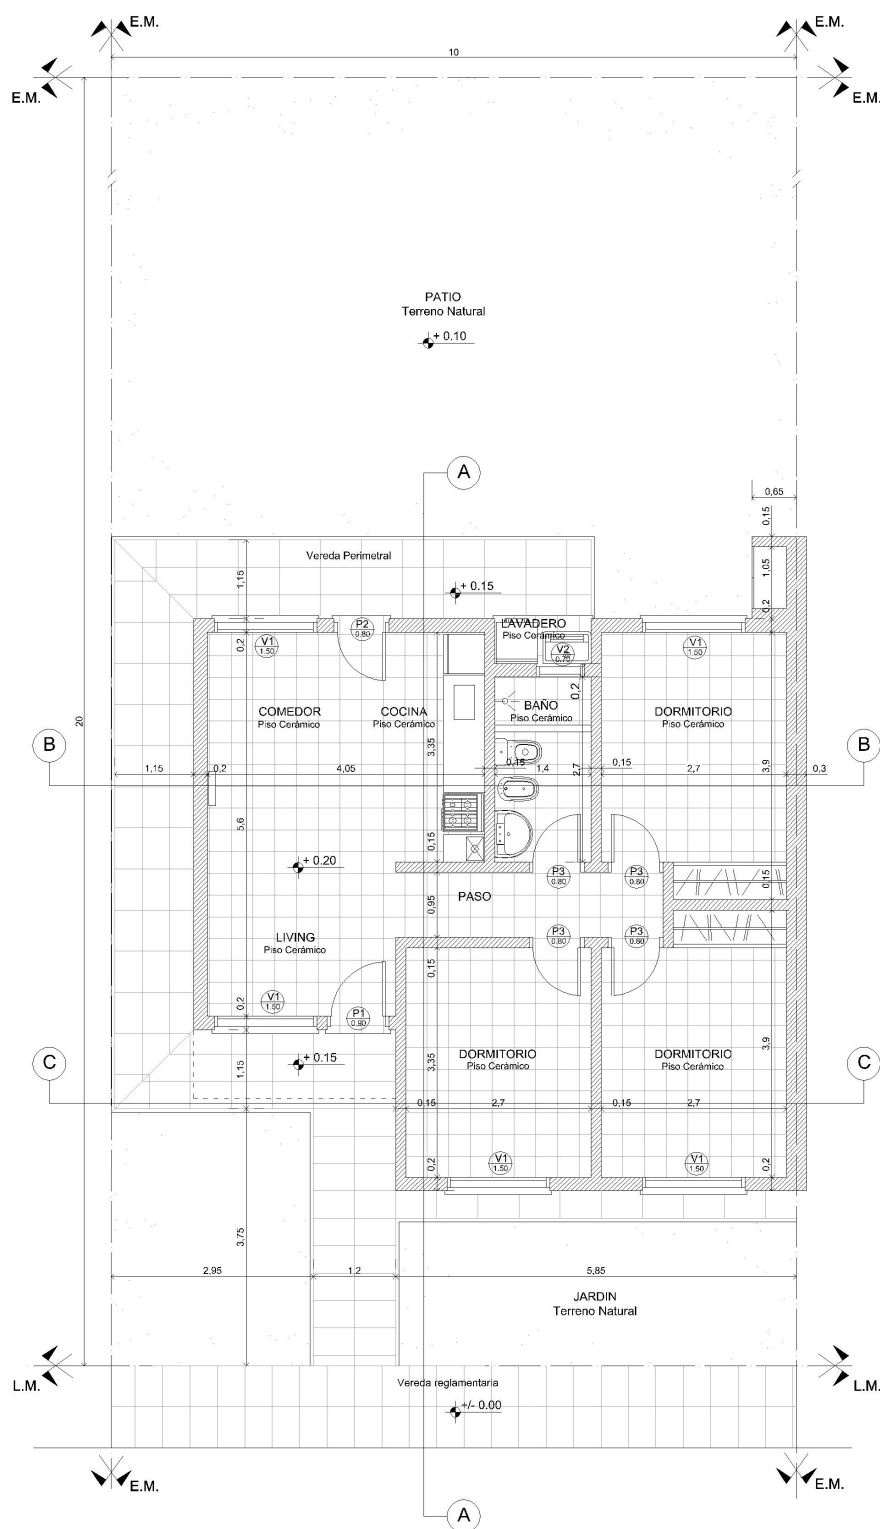 E.M.
E.M.
10
E.M.
E.M.
PATIO
Terreno Natural
+ 0.10
A
0,65
0,15
Vereda Perimetral
1,15
1,05
+ 0.15
0,2
P2
0.80
LAVADERO
Piso Cerámico
V1
1.50
0,2
V2
0.70
V1
1.50
0,2
20
COMEDOR
Piso Cerámico
COCINA
Piso Cerámico
BAÑO
Piso Cerámico
DORMITORIO
Piso Cerámico
B
B
3,35
1,15
0,2
4,05
0,15
1,4
2,7
0,15
2,7
3,9
0,3
5,6
0,15
+ 0.20
P3
0.80
P3
0.80
0,15
PASO
0,95
LIVING
Piso Cerámico
P3
0.80
P3
0.80
0,15
0,2
V1
1.50
P1
0.90
C
+ 0.15
DORMITORIO
Piso Cerámico
DORMITORIO
Piso Cerámico
3,9
C
1,15
3,35
0,15
2,7
0,15
2,7
V1
1.50
V1
1.50
0,2
0,2
3,75
2,95
1,2
5,85
JARDIN
Terreno Natural
L.M.
L.M.
Vereda reglamentaria
+/- 0.00
E.M.
E.M.
A